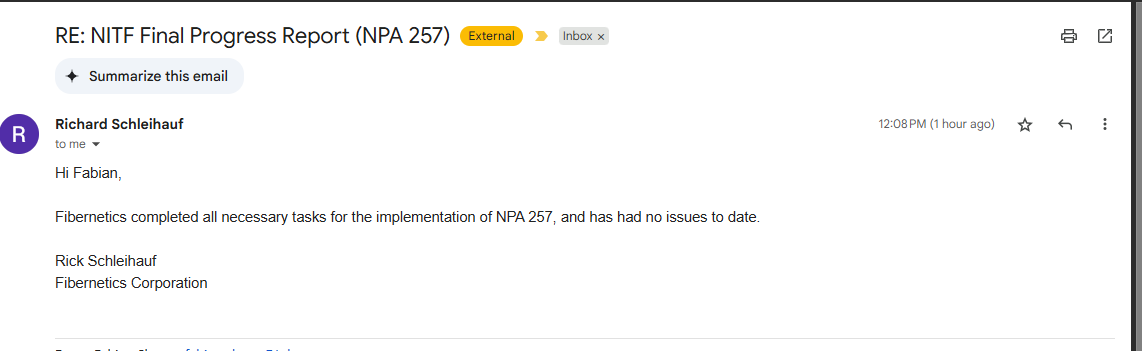 RE: NITF Final Progress Report (NPA 257) External Inbox ×
Summarize this email
R
Richard Schleihauf 12:08 PM (1 hour ago)
to me
Hi Fabian,
Fibernetics completed all necessary tasks for the implementation of NPA 257, and has had no issues to date.
Rick Schleihauf
Fibernetics Corporation